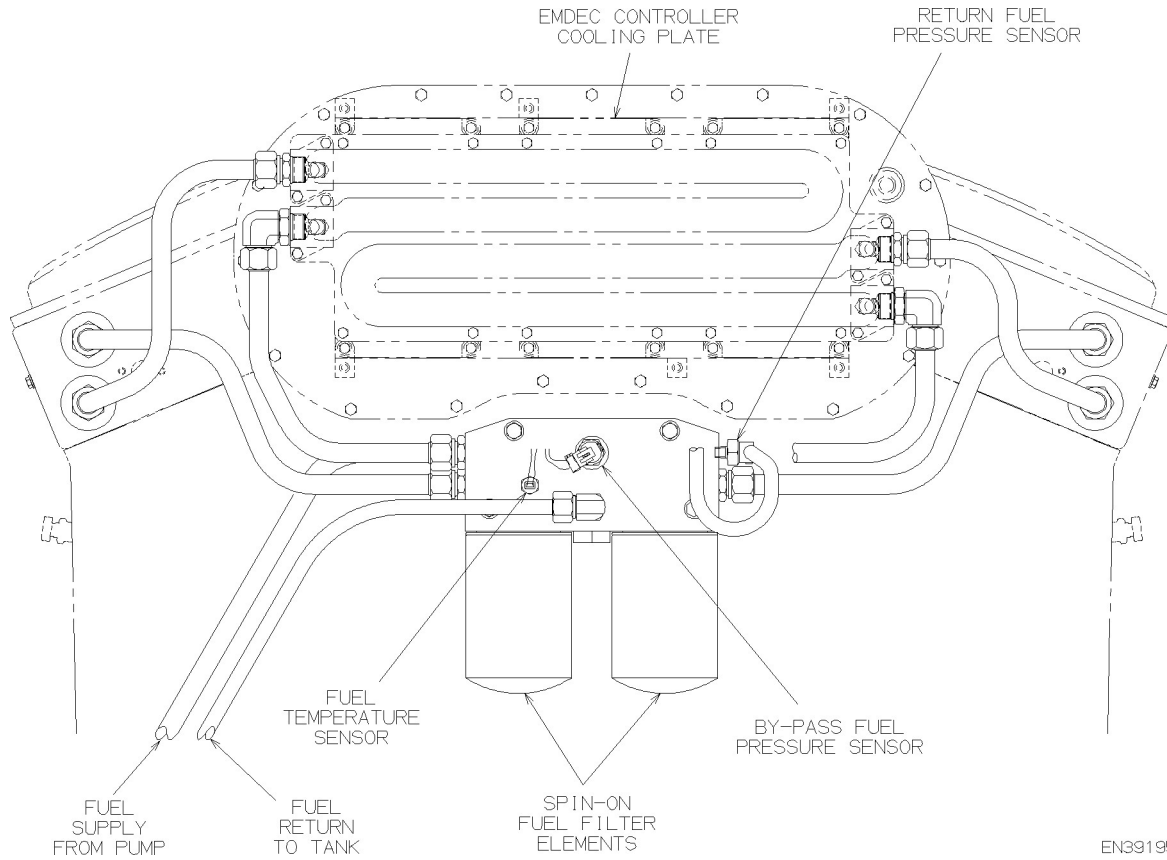 EMDEC CONTROLLER
COOLING PLATE
RETURN FUEL
PRESSURE SENSOR
FUEL
TEMPERATURE
SENSOR
BY-PASS FUEL
PRESSURE SENSOR
FUEL
SUPPLY
FROM PUMP
FUEL
RETURN
TO TANK
SPIN-ON
FUEL FILTER
ELEMENTS